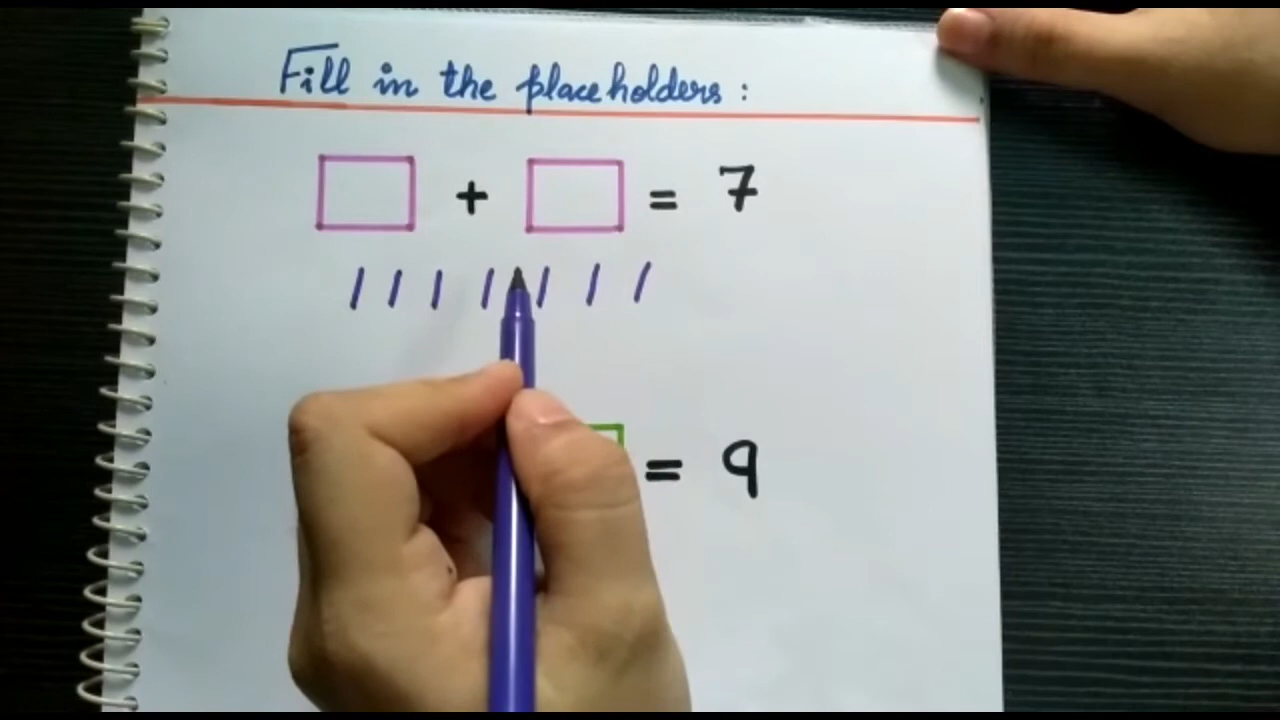 Fill in the placeholders :
□ + □ = 7
/ / / / / / /
= 9